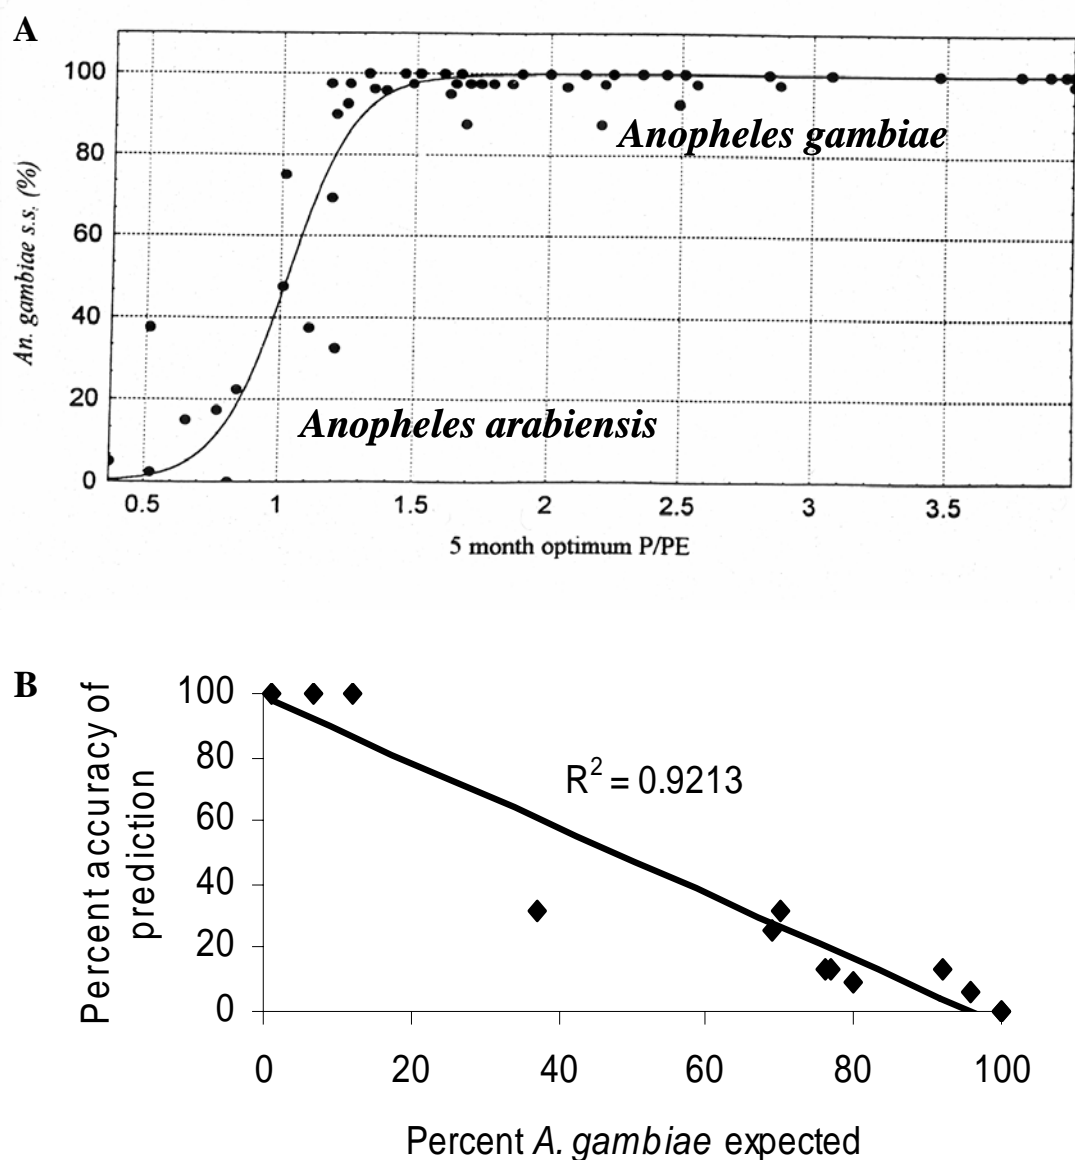 A
100
80
60
40
20
0
An. gambiae s.s. (%)
Anopheles gambiae
Anopheles arabiensis
0.5 1 1.5 2 2.5 3 3.5
5 month optimum P/PE
B
Percent accuracy of
prediction
100
80
60
40
20
0
R² = 0.9213
0 20 40 60 80 100
Percent A. gambiae expected